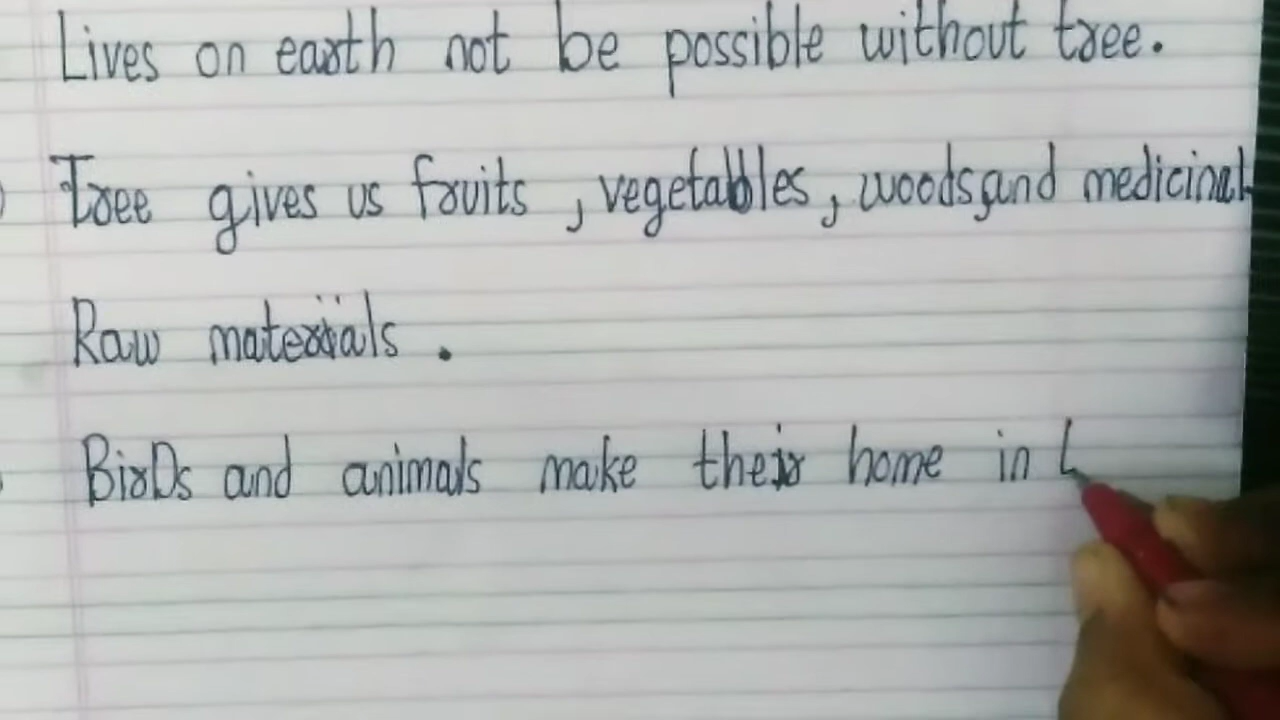 Lives on earth not be possible without tree.
Tree gives us fruits , vegetables, woods and medicinal
Raw materials .
BirDs and animals make their home in